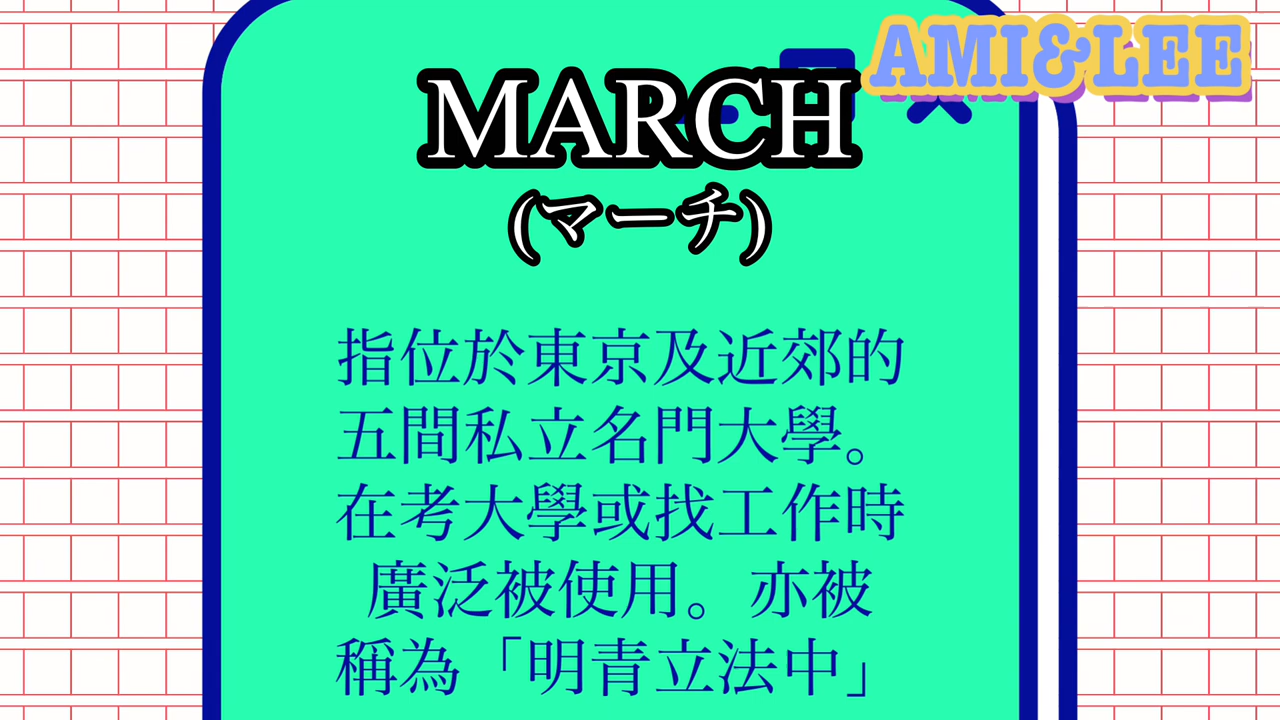 AMI&LEE
MARCH
(マーチ)
指位於東京及近郊的
五間私立名門大學。
在考大學或找工作時
廣泛被使用。亦被
稱為「明青立法中」